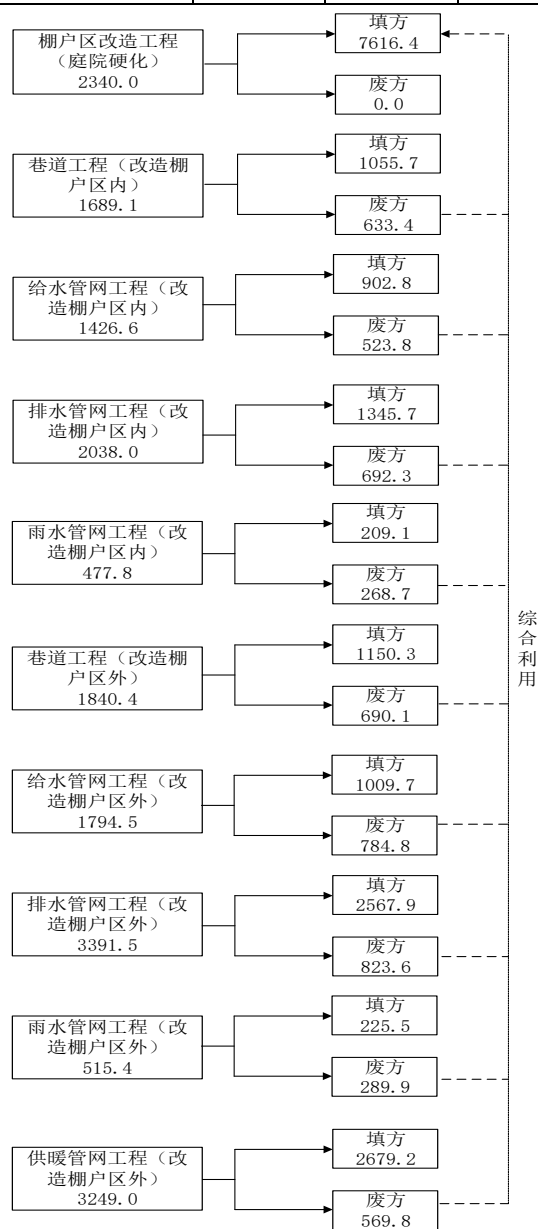 棚户区改造工程
（庭院硬化）
2340.0
填方
7616.4
废方
0.0
巷道工程（改造棚
户区内）
1689.1
填方
1055.7
废方
633.4
给水管网工程（改
造棚户区内）
1426.6
填方
902.8
废方
523.8
排水管网工程（改
造棚户区内）
2038.0
填方
1345.7
废方
692.3
雨水管网工程（改
造棚户区内）
477.8
填方
209.1
废方
268.7
巷道工程（改造棚
户区外）
1840.4
填方
1150.3
废方
690.1
给水管网工程（改
造棚户区外）
1794.5
填方
1009.7
废方
784.8
排水管网工程（改
造棚户区外）
3391.5
填方
2567.9
废方
823.6
雨水管网工程（改
造棚户区外）
515.4
填方
225.5
废方
289.9
供暖管网工程（改
造棚户区外）
3249.0
填方
2679.2
废方
569.8
综合利用